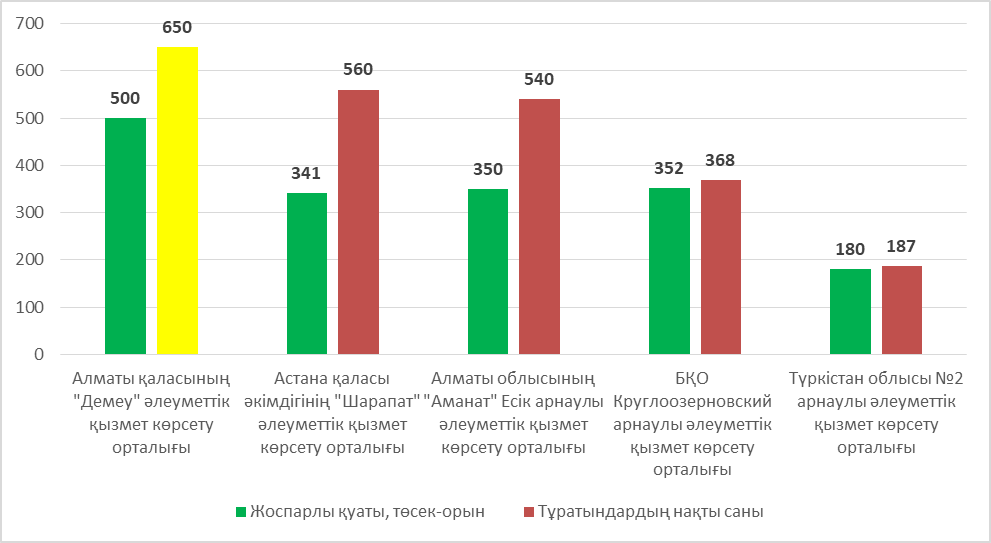 700
600
500
400
300
200
100
0
500
650
341
560
350
540
352
368
180
187
Алматы қаласының
"Демеу" әлеуметтік
қызмет көрсету
орталығы
Астана қаласы
әкімдігінің "Шарапат"
әлеуметтік қызмет
көрсету орталығы
Алматы облысының
"Аманат" Есік арнаулы
әлеуметтік қызмет
көрсету орталығы
БҚО
Круглоозерновский
арнаулы әлеуметтік
қызмет көрсету
орталығы
Түркістан облысы №2
арнаулы әлеуметтік
қызмет көрсету
орталығы
Жоспарлы қуаты, төсек-орын
Тұратындардың нақты саны